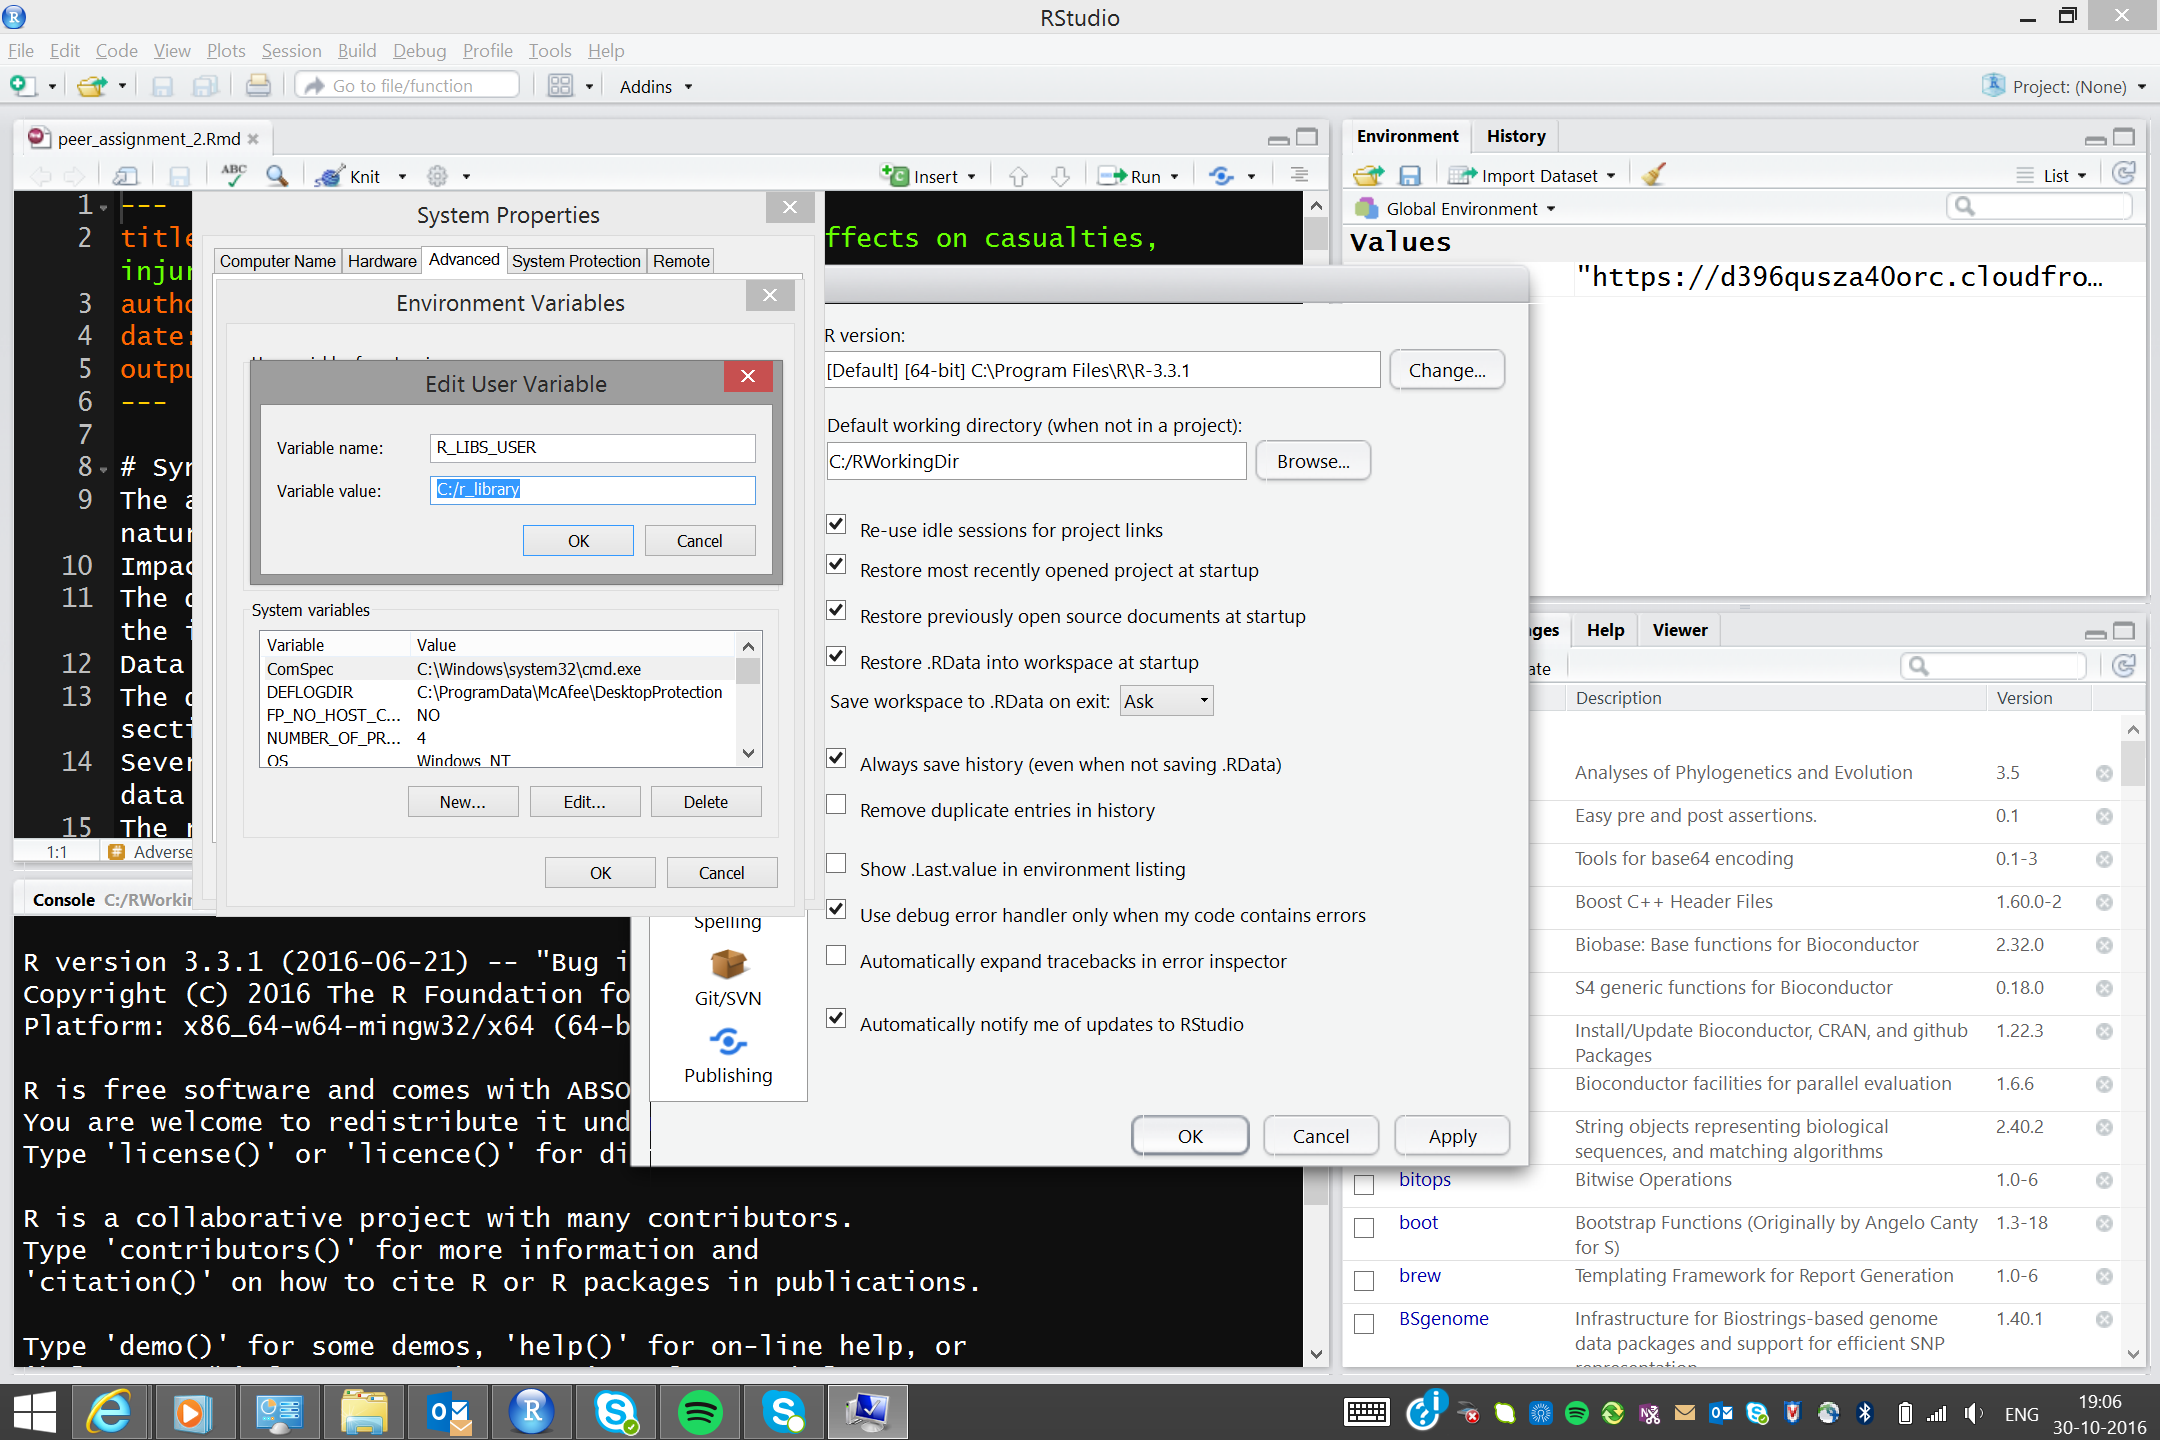 RStudio
File Edit Code View Plots Session Build Debug Profile Tools Help
Go to file/function Addins Project: (None)
peer_assignment_2.Rmd
ABC Knit Insert Run
1 ---
2 title
injur
3 autho
4 date:
5 outpu
6 ---
7
8 # Syn
9 The a
natur
10 Impac
11
the i
12 Data
13
secti
14 Sever
data
15 The r
ffects on casualties,
1:1 Adverse
System Properties
Computer Name Hardware Advanced System Protection Remote
Environment Variables
Edit User Variable
Variable name: R_LIBS_USER
Variable value: C:/r_library
OK Cancel
System variables
Variable Value
ComSpec C:\Windows\system32\cmd.exe
DEFLOGDIR C:\ProgramData\McAfee\DesktopProtection
FP_NO_HOST_C... NO
NUMBER_OF_PR... 4
OS Windows_NT
New... Edit... Delete
OK Cancel
R version:
[Default] [64-bit] C:\Program Files\R\R-3.3.1 Change...
Default working directory (when not in a project):
C:/RWorkingDir Browse...
Re-use idle sessions for project links
Restore most recently opened project at startup
Restore previously open source documents at startup
Restore .RData into workspace at startup
Save workspace to .RData on exit: Ask
Always save history (even when not saving .RData)
Remove duplicate entries in history
Show .Last.value in environment listing
Use debug error handler only when my code contains errors
Automatically expand tracebacks in error inspector
Automatically notify me of updates to RStudio
Spelling
Git/SVN
Publishing
OK Cancel Apply
Console C:/RWorkin
R version 3.3.1 (2016-06-21) -- "Bug i
Copyright (C) 2016 The R Foundation fo
Platform: x86_64-w64-mingw32/x64 (64-b
R is free software and comes with ABSO
You are welcome to redistribute it und
Type 'license()' or 'licence()' for di
R is a collaborative project with many contributors.
Type 'contributors()' for more information and
'citation()' on how to cite R or R packages in publications.
Type 'demo()' for some demos, 'help()' for on-line help, or
Environment History
Import Dataset List
Global Environment
Values
"https://d396qusza40orc.cloudfro...
ges Help Viewer
ate
Description Version
Analyses of Phylogenetics and Evolution 3.5
Easy pre and post assertions. 0.1
Tools for base64 encoding 0.1-3
Boost C++ Header Files 1.60.0-2
Biobase: Base functions for Bioconductor 2.32.0
S4 generic functions for Bioconductor 0.18.0
Install/Update Bioconductor, CRAN, and github 1.22.3
Packages
Bioconductor facilities for parallel evaluation 1.6.6
String objects representing biological 2.40.2
sequences, and matching algorithms
bitops Bitwise Operations 1.0-6
boot Bootstrap Functions (Originally by Angelo Canty 1.3-18
for S)
brew Templating Framework for Report Generation 1.0-6
BSgenome Infrastructure for Biostrings-based genome 1.40.1
data packages and support for efficient SNP
representation
ENG 19:06
30-10-2016